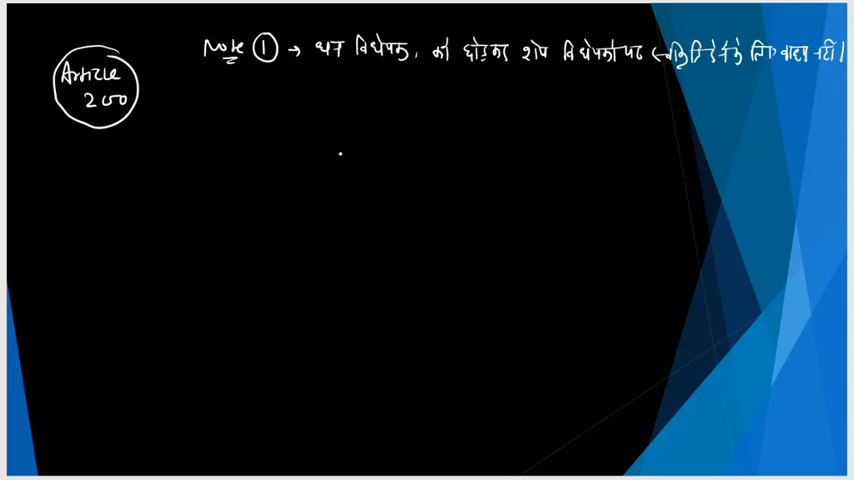 Article
200
Note ① → धन विधेयक, को छोड़कर शेष विधेयकों पर स्वीकृति देने के लिए बाध्य नहीं।